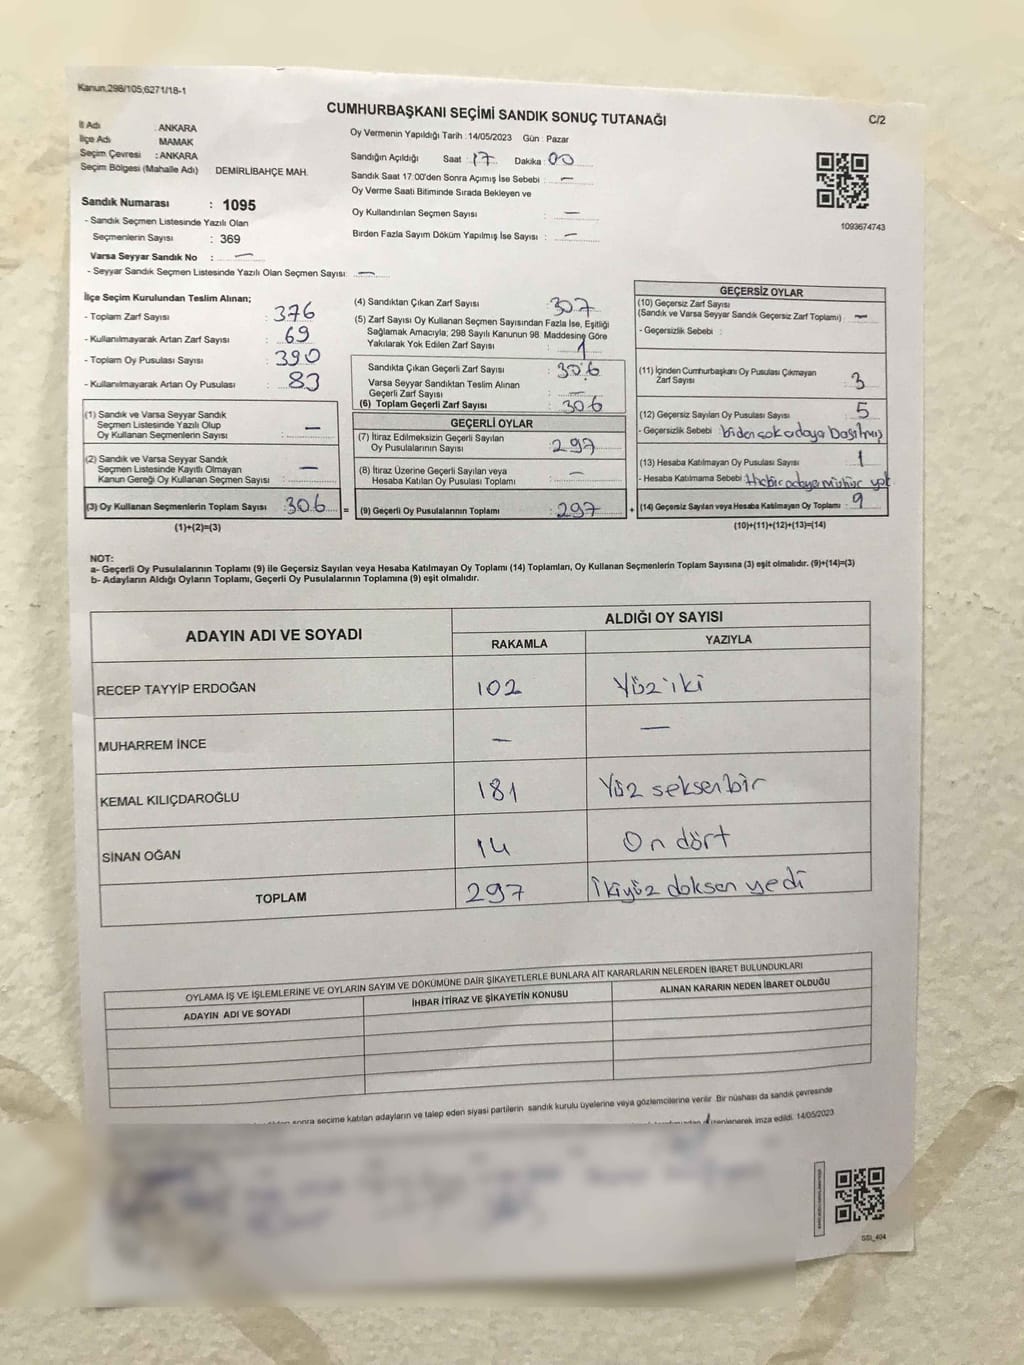 Kanun,298/105,6271/18-1
CUMHURBAŞKANI SEÇİMİ SANDIK SONUÇ TUTANAĞI
C/2
İl Adı : ANKARA
İlçe Adı MAMAK
Seçim Çevresi : ANKARA
Seçim Bölgesi (Mahalle Adı) DEMİRLİBAHÇE MAH.
Oy Vermenin Yapıldığı Tarih : 14/05/2023 Gün : Pazar
Sandığın Açıldığı Saat : 17 Dakika : 00
Sandık Saat 17:00'den Sonra Açımış İse Sebebi : —
Oy Verme Saati Bitiminde Sırada Bekleyen ve
Oy Kullandırılan Seçmen Sayısı : —
Birden Fazla Sayım Döküm Yapılmış İse Sayısı : —
1093674743
Sandık Numarası : 1095
- Sandık Seçmen Listesinde Yazılı Olan
Seçmenlerin Sayısı : 369
Varsa Seyyar Sandık No : —
- Seyyar Sandık Seçmen Listesinde Yazılı Olan Seçmen Sayısı: —
İlçe Seçim Kurulundan Teslim Alınan;
- Toplam Zarf Sayısı : 376
- Kullanılmayarak Artan Zarf Sayısı : 69
- Toplam Oy Pusulası Sayısı : 390
- Kullanılmayarak Artan Oy Pusulası : 83
(1) Sandık ve Varsa Seyyar Sandık
Seçmen Listesinde Yazılı Olup
Oy Kullanan Seçmenlerin Sayısı : —
(2) Sandık ve Varsa Seyyar Sandık
Seçmen Listesinde Kayıtlı Olmayan
Kanun Gereği Oy Kullanan Seçmen Sayısı : —
(3) Oy Kullanan Seçmenlerin Toplam Sayısı : 306 =
(1)+(2)=(3)
(4) Sandıktan Çıkan Zarf Sayısı : 307
(5) Zarf Sayısı Oy Kullanan Seçmen Sayısından Fazla İse, Eşitliği
Sağlamak Amacıyla; 298 Sayılı Kanunun 98. Maddesine Göre
Yakılarak Yok Edilen Zarf Sayısı : 1
Sandıkta Çıkan Geçerli Zarf Sayısı : 306
Varsa Seyyar Sandıktan Teslim Alınan
Geçerli Zarf Sayısı : —
(6) Toplam Geçerli Zarf Sayısı : 306
GEÇERLİ OYLAR
(7) İtiraz Edilmeksizin Geçerli Sayılan
Oy Pusulalarının Sayısı : 297
(8) İtiraz Üzerine Geçerli Sayılan veya
Hesaba Katılan Oy Pusulası Toplamı : —
(9) Geçerli Oy Pusulalarının Toplamı : 297 +
GEÇERSİZ OYLAR
(10) Geçersiz Zarf Sayısı
(Sandık ve Varsa Seyyar Sandık Geçersiz Zarf Toplamı) : —
- Geçersizlik Sebebi :
(11) İçinden Cumhurbaşkanı Oy Pusulası Çıkmayan
Zarf Sayısı : 3
(12) Geçersiz Sayılan Oy Pusulası Sayısı : 5
- Geçersizlik Sebebi : birden çok adaya basılmış
(13) Hesaba Katılmayan Oy Pusulası Sayısı : 1
- Hesaba Katılmama Sebebi : Hiçbir adaya mühür yok
(14) Geçersiz Sayılan veya Hesaba Katılmayan Oy Toplamı : 9
(10)+(11)+(12)+(13)=(14)
NOT:
a- Geçerli Oy Pusulalarının Toplamı (9) ile Geçersiz Sayılan veya Hesaba Katılmayan Oy Toplamı (14) Toplamları, Oy Kullanan Seçmenlerin Toplam Sayısına (3) eşit olmalıdır. (9)+(14)=(3)
b- Adayların Aldığı Oyların Toplamı, Geçerli Oy Pusulalarının Toplamına (9) eşit olmalıdır.
ADAYIN ADI VE SOYADI
ALDIĞI OY SAYISI
RAKAMLA YAZIYLA
RECEP TAYYİP ERDOĞAN 102 Yüz iki
MUHARREM İNCE — —
KEMAL KILIÇDAROĞLU 181 Yüz seksen bir
SİNAN OĞAN 14 On dört
TOPLAM 297 İkiyüz doksan yedi
OYLAMA İŞ VE İŞLEMLERİNE VE OYLARIN SAYIM VE DÖKÜMÜNE DAİR ŞİKAYETLERLE BUNLARA AİT KARARLARIN NELERDEN İBARET BULUNDUKLARI
ADAYIN ADI VE SOYADI İHBAR İTİRAZ VE ŞİKAYETİN KONUSU ALINAN KARARIN NEDEN İBARET OLDUĞU
sonra seçime katılan adayların ve talep eden siyasi partilerin sandık kurulu üyelerine veya gözlemcilerine verilir. Bir nüshası da sandık çevresinde
imza edildi. 14/05/2023